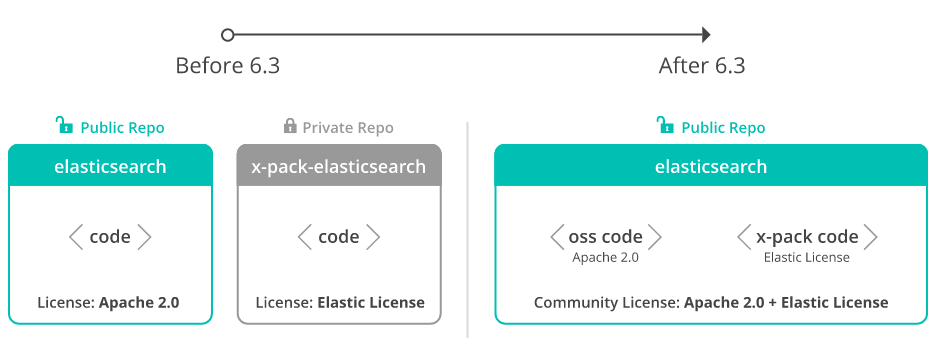 Before 6.3
After 6.3
Public Repo
elasticsearch
code
License: Apache 2.0
Private Repo
x-pack-elasticsearch
code
License: Elastic License
Public Repo
elasticsearch
oss code
Apache 2.0
x-pack code
Elastic License
Community License: Apache 2.0 + Elastic License